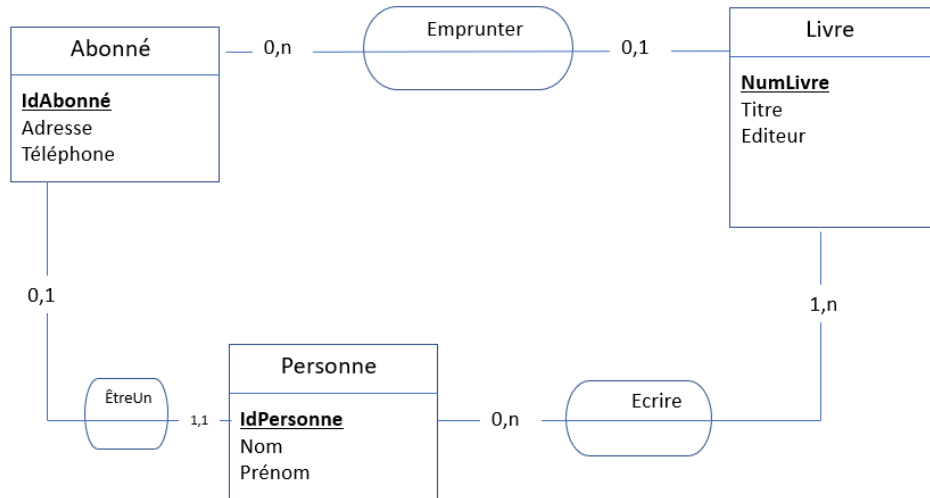 Abonné
0,n
Emprunter
0,1
Livre
IdAbonné
Adresse
Téléphone
NumLivre
Titre
Editeur
0,1
1,n
Personne
ÊtreUn
1,1
IdPersonne
Nom
Prénom
0,n
Ecrire